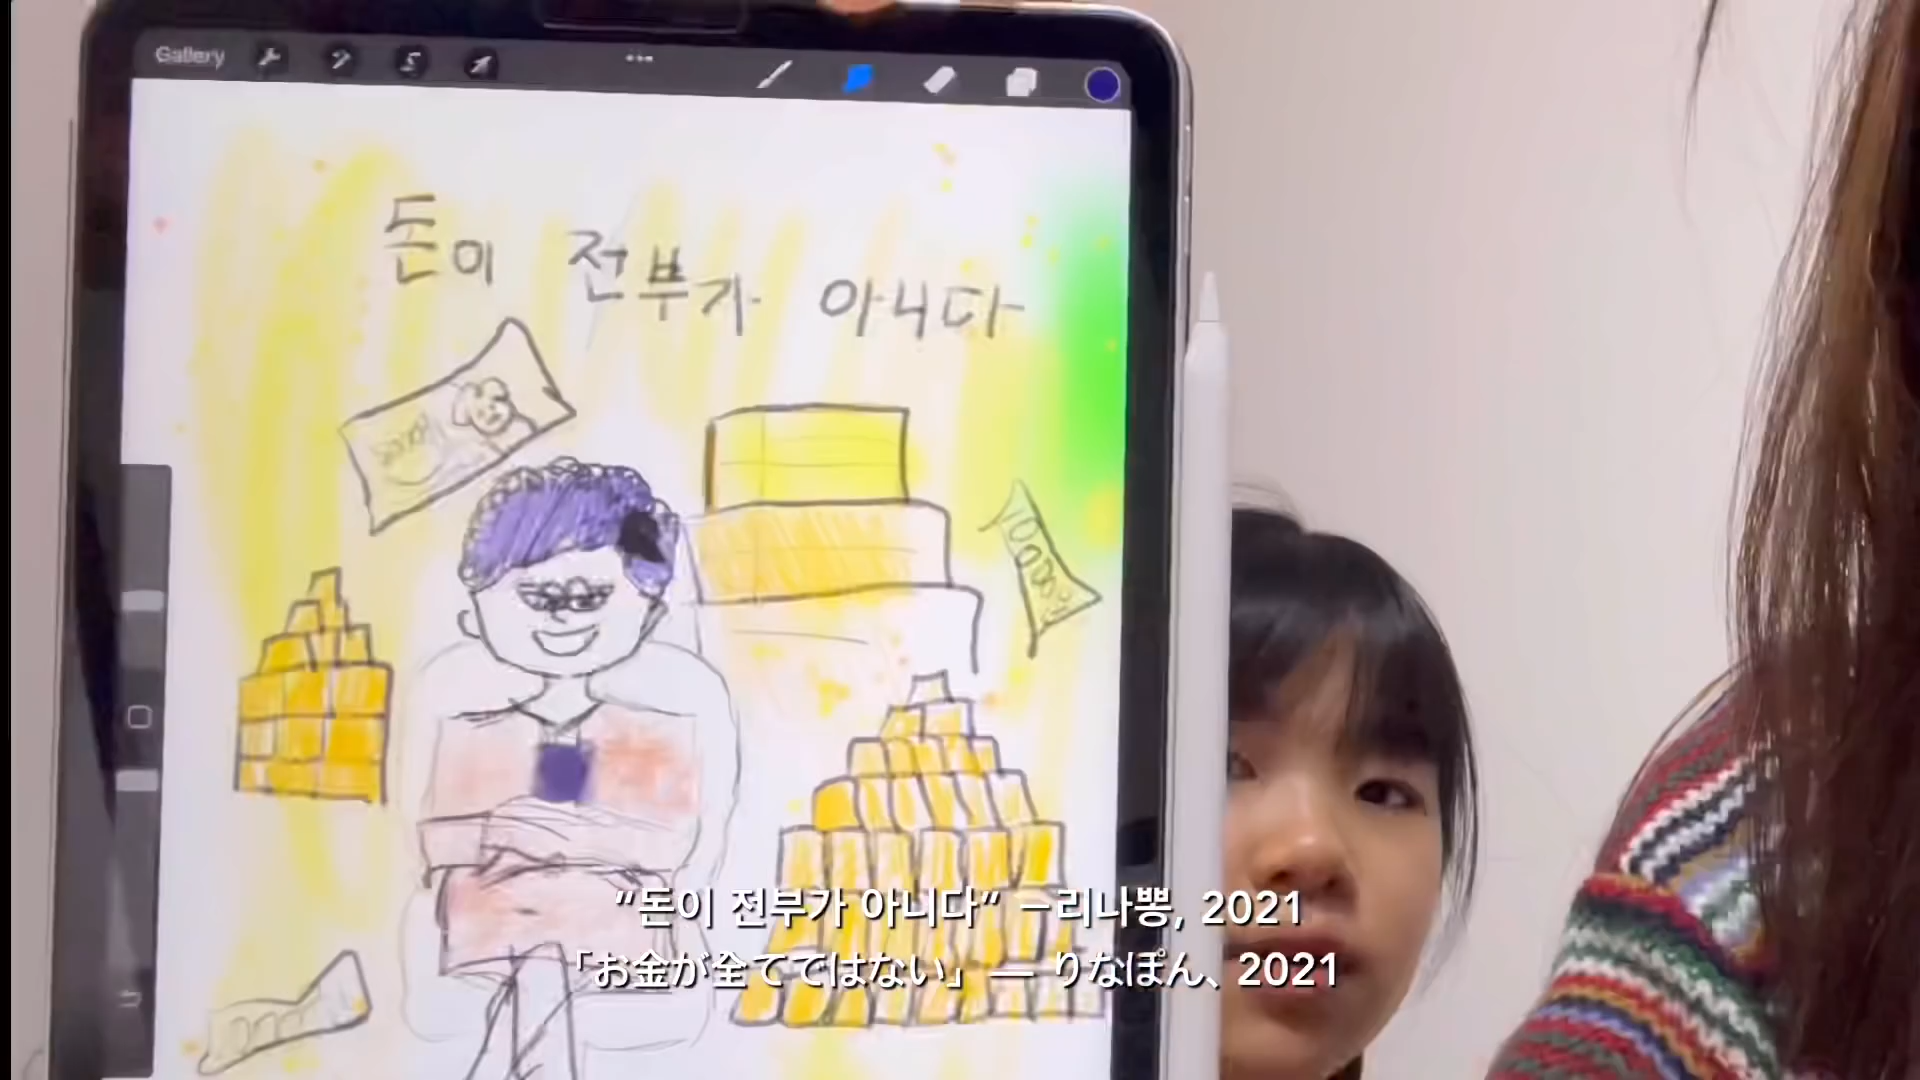 Gallery
돈이 전부가 아니다
"돈이 전부가 아니다" –리나뽕, 2021
「お金が全てではない」 — りなぽん、2021